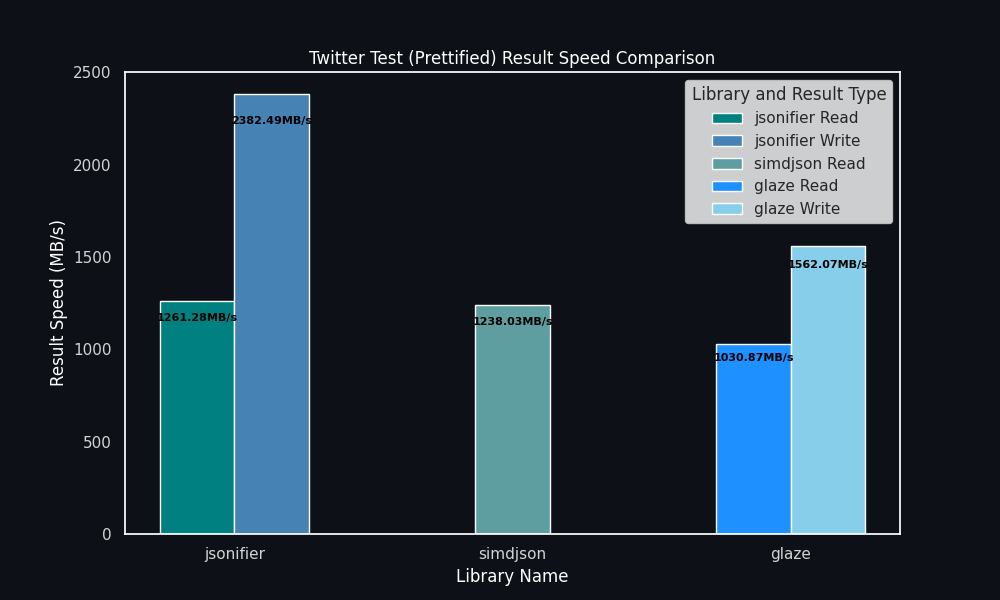 Twitter Test (Prettified) Result Speed Comparison
Result Speed (MB/s)
2500
2000
1500
1000
500
0
2382.49MB/s
1261.28MB/s
1238.03MB/s
1562.07MB/s
1030.87MB/s
Library and Result Type
jsonifier Read
jsonifier Write
simdjson Read
glaze Read
glaze Write
jsonifier
simdjson
glaze
Library Name